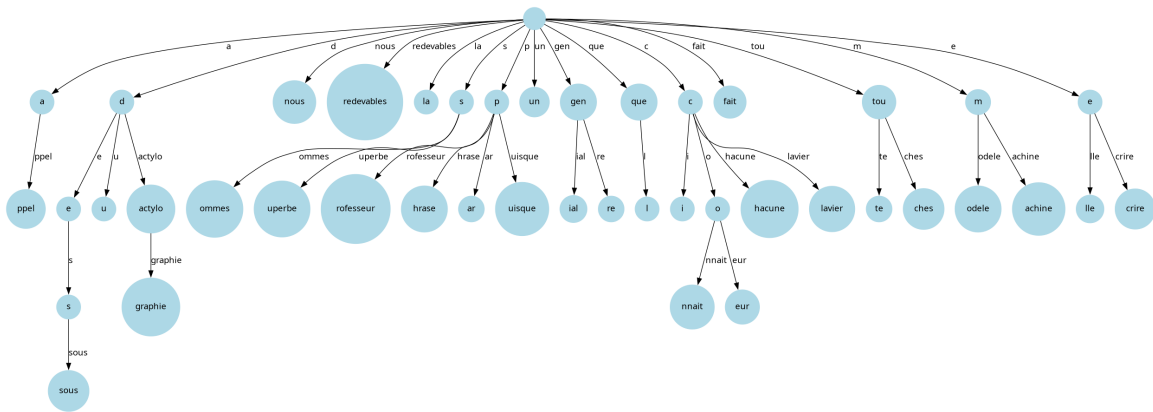 a d nous redevables la s p un gen que c fait tou m e
a d nous redevables la s p un gen que c fait tou m e
ppel e u actylo ommes uperbe rofesseur hrase ar uisque ial re l i o hacune lavier te ches odele achine lle crire
ppel e u actylo ommes uperbe rofesseur hrase ar uisque ial re l i o hacune lavier te ches odele achine lle crire
s graphie nnait eur
s graphie nnait eur
sous
sous